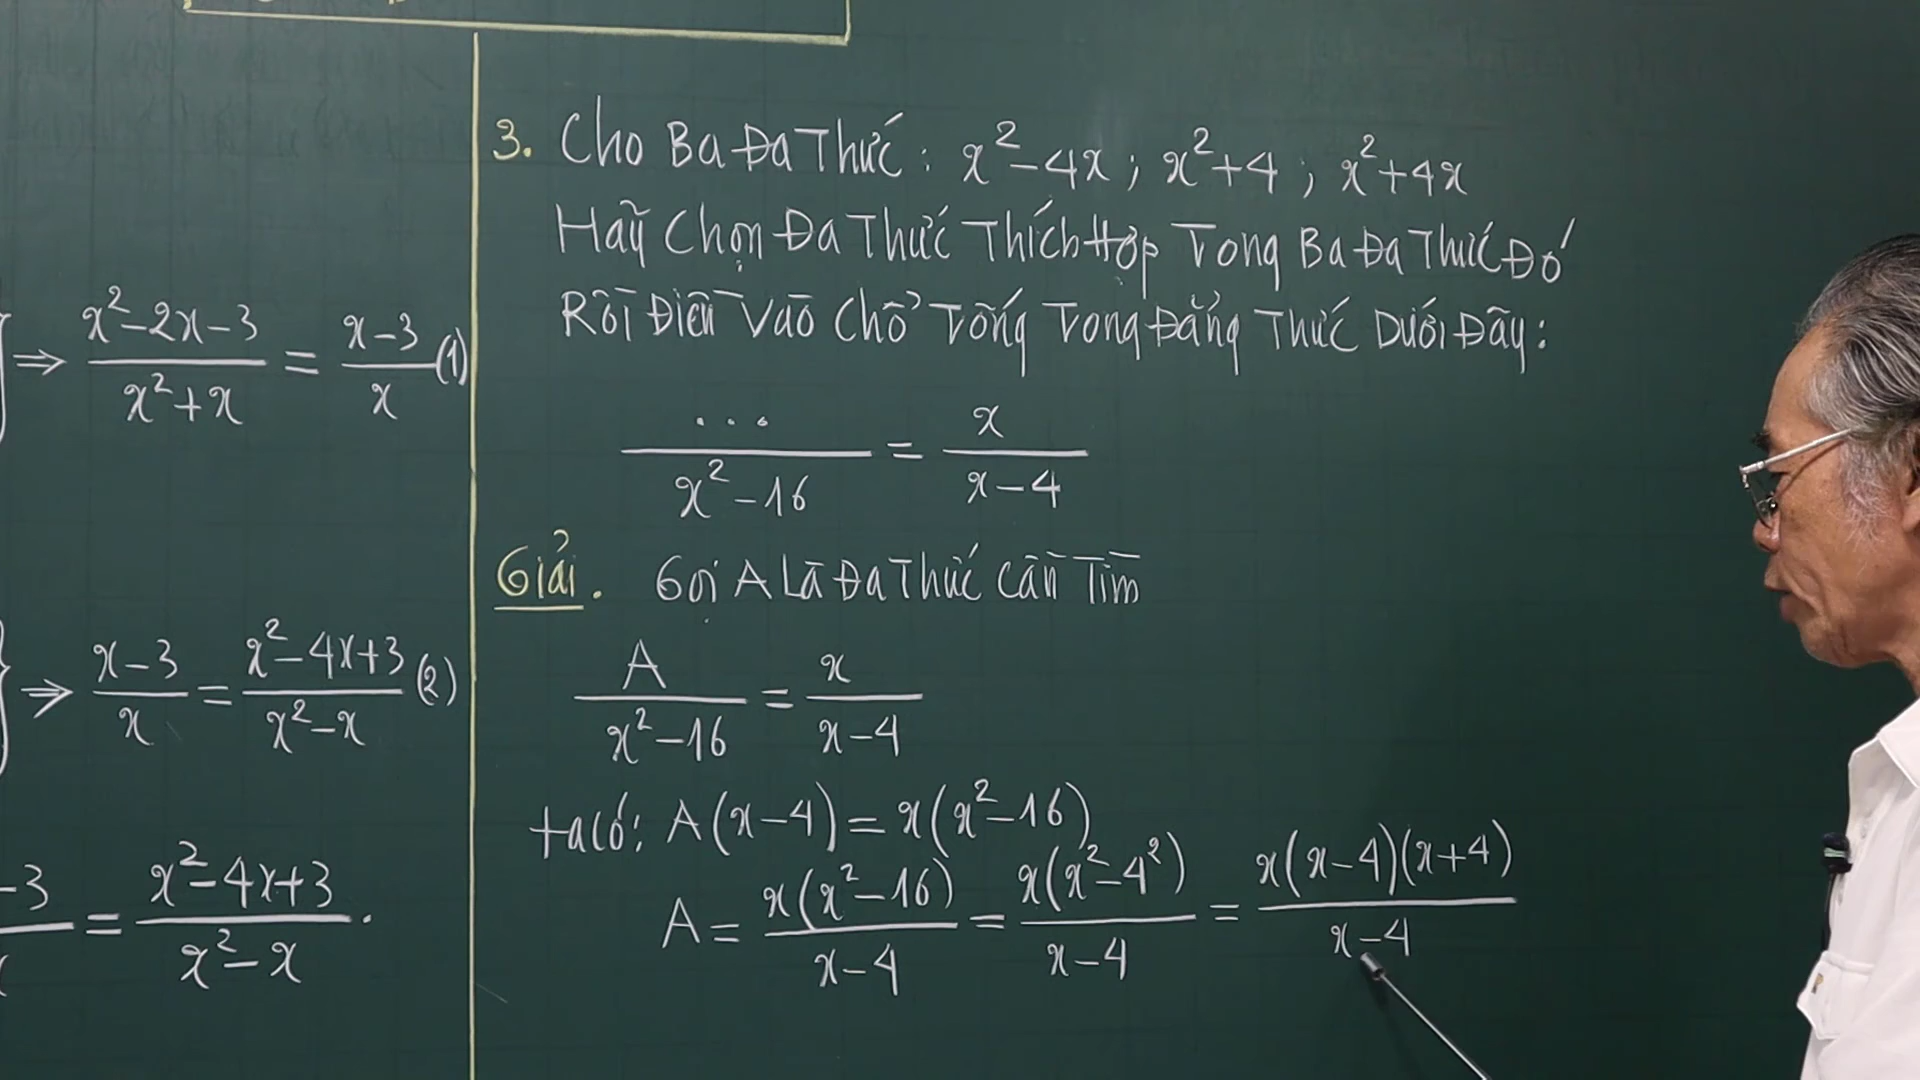 ⇒ x²-2x-3/x²+x = x-3/x (1)
⇒ x-3/x = x²-4x+3/x²-x (2)
-3/x = x²-4x+3/x²-x .
3. Cho Ba Đa Thức: x²-4x ; x²+4 ; x²+4x
Hãy Chọn Đa Thức Thích Hợp Trong Ba Đa Thức Đó
Rồi Điền Vào Chổ Trống Trong Đẳng Thức Dưới Đây:
.../x²-16 = x/x-4
Giải. Gọi A Là Đa Thức Cần Tìm
A/x²-16 = x/x-4
ta có: A(x-4) = x(x²-16)
A = x(x²-16)/x-4 = x(x²-4²)/x-4 = x(x-4)(x+4)/x-4